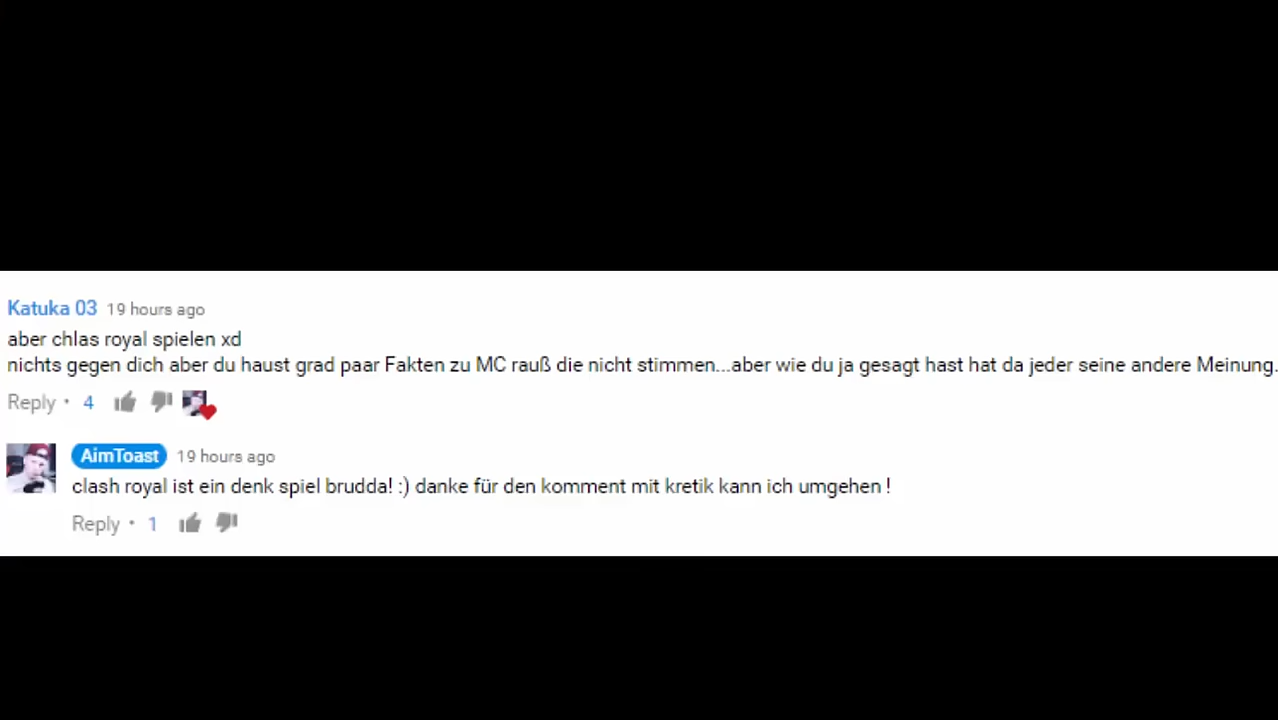 Katuka 03 19 hours ago
aber chlas royal spielen xd
nichts gegen dich aber du haust grad paar Fakten zu MC rauß die nicht stimmen...aber wie du ja gesagt hast hat da jeder seine andere Meinung.
Reply • 4
AimToast 19 hours ago
clash royal ist ein denk spiel brudda! :) danke für den komment mit kretik kann ich umgehen !
Reply • 1